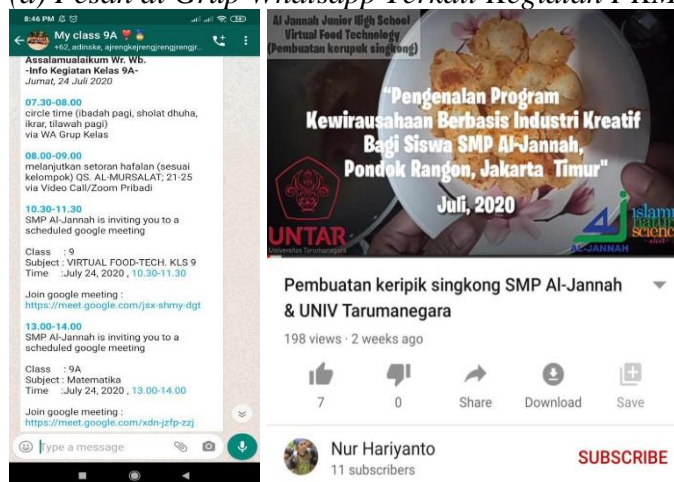 (a) Pesan di Grup Whatsapp Terkait Kegiatan PKM
8:46 PM
My class 9A
+62, adinske, ajrengkejrengjrengjrengjr...
Assalamualaikum Wr. Wb.
-Info Kegiatan Kelas 9A-
Jumat, 24 Juli 2020
07.30-08.00
circle time (ibadah pagi, sholat dhuha,
ikrar, tilawah pagi)
via WA Grup Kelas
08.00-09.00
melanjutkan setoran hafalan (sesuai
kelompok) QS. AL-MURSALAT; 21-25
via Video Call/Zoom Pribadi
10.30-11.30
SMP Al-Jannah is inviting you to a
scheduled google meeting
Class : 9
Subject : VIRTUAL FOOD-TECH. KLS 9
Time :July 24, 2020 , 10.30-11.30
Join google meeting :
https://meet.google.com/jsx-shmy-dgt
13.00-14.00
SMP Al-Jannah is inviting you to a
scheduled google meeting
Class : 9A
Subject : Matematika
Time :July 24, 2020 , 13.00-14.00
Join google meeting :
https://meet.google.com/xdn-jzfp-zzj
Type a message
Al Jannah Junior High School
Virtual Food Technology
(Pembuatan kerupuk singkong)
"Pengenalan Program
Kewirausahaan Berbasis Industri Kreatif
Bagi Siswa SMP Al-Jannah,
Pondok Rangon, Jakarta Timur"
Juli, 2020
UNTAR
Universitas Tarumanegara
AL-JANNAH
islami
nature
science
Pembuatan keripik singkong SMP Al-Jannah
& UNIV Tarumanegara
198 views · 2 weeks ago
7
0
Share
Download
Save
Nur Hariyanto
11 subscribers
SUBSCRIBE